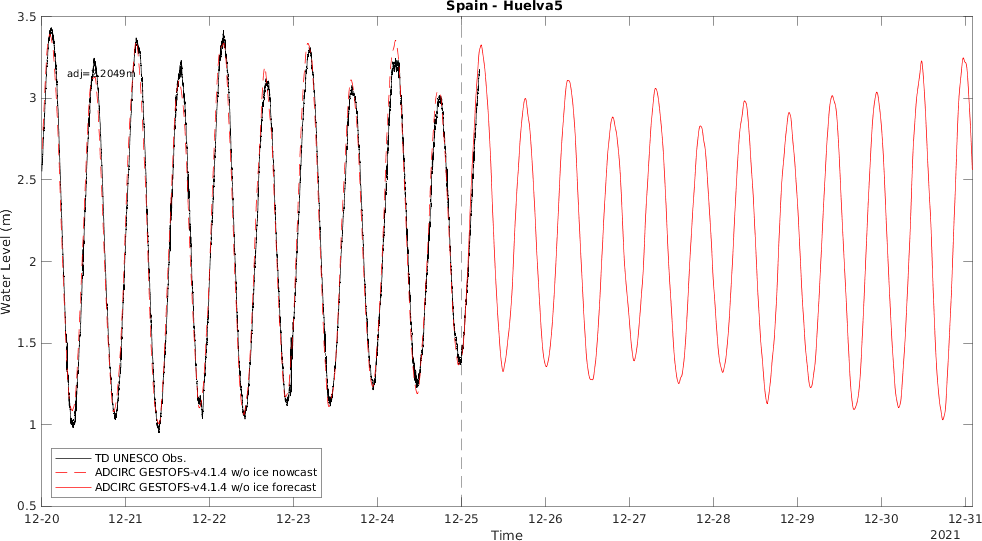 Spain - Huelva5
3.5
3
2.5
2
1.5
1
0.5
Water Level (m)
adj=2.2049m
TD UNESCO Obs.
ADCIRC GESTOFS-v4.1.4 w/o ice nowcast
ADCIRC GESTOFS-v4.1.4 w/o ice forecast
12-20 12-21 12-22 12-23 12-24 12-25 12-26 12-27 12-28 12-29 12-30 12-31
Time
2021